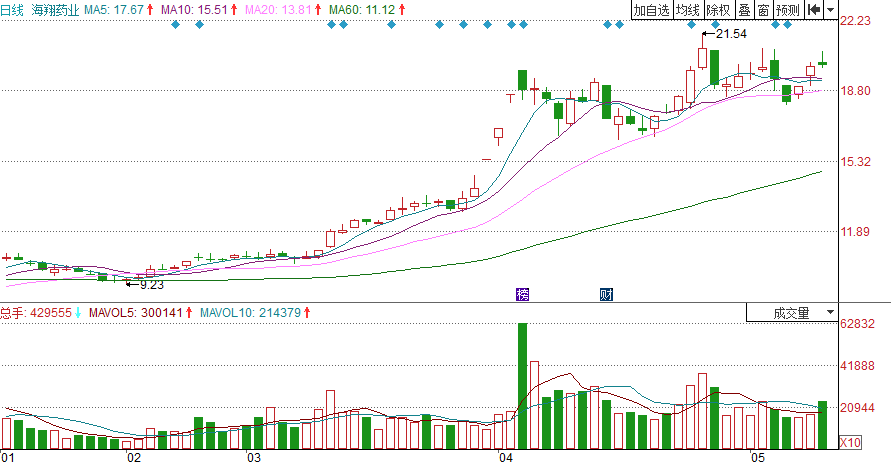 日线 海翔药业 MA5: 17.67↑ MA10: 15.51↑ MA20: 13.81↑ MA60: 11.12↑ 加自选 均线 除权 叠 窗 预测
22.23
21.54
18.80
15.32
11.89
9.23
榜 财
总手: 429555↓ MAVOL5: 300141↑ MAVOL10: 214379↑ 成交量
62832
41888
20944
X10
01 02 03 04 05